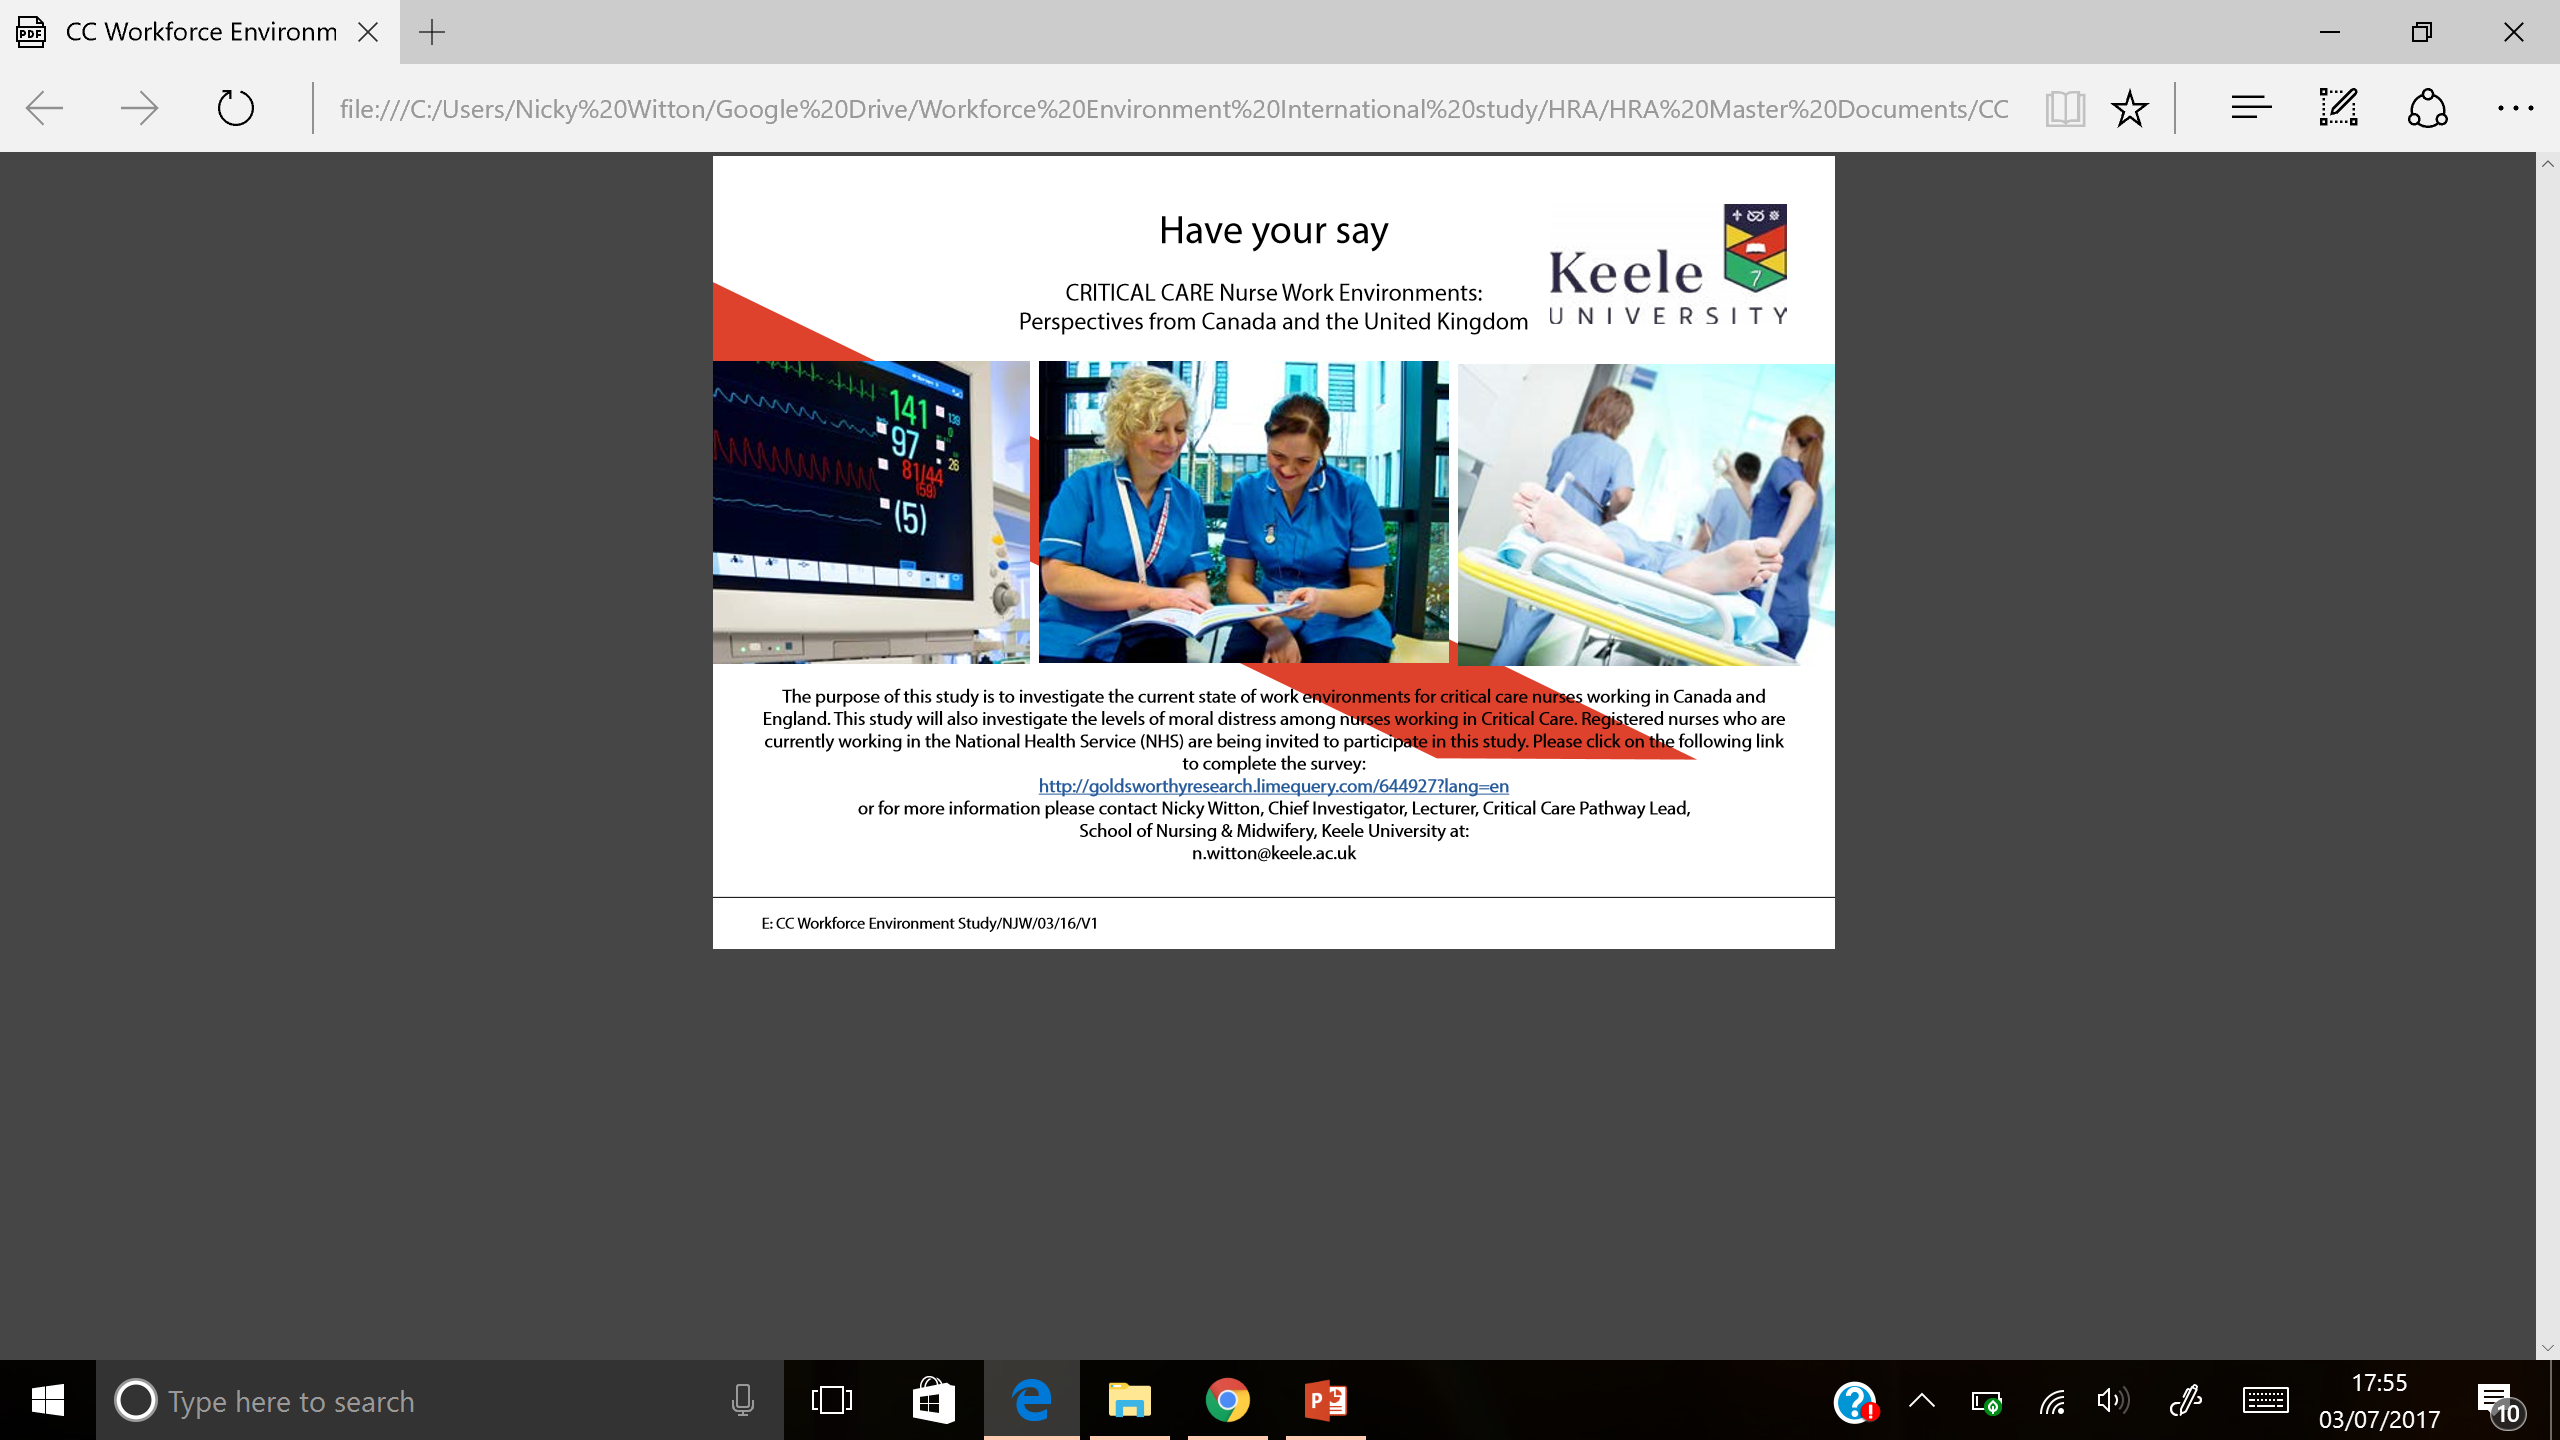 CC Workforce Environm
file:///C:/Users/Nicky%20Witton/Google%20Drive/Workforce%20Environment%20International%20study/HRA/HRA%20Master%20Documents/CC
Have your say
Keele
UNIVERSITY
CRITICAL CARE Nurse Work Environments:
Perspectives from Canada and the United Kingdom
141
97
81/44
(59)
(5)
26
The purpose of this study is to investigate the current state of work environments for critical care nurses working in Canada and
England. This study will also investigate the levels of moral distress among nurses working in Critical Care. Registered nurses who are
currently working in the National Health Service (NHS) are being invited to participate in this study. Please click on the following link
to complete the survey:
http://goldsworthyresearch.limequery.com/644927?lang=en
or for more information please contact Nicky Witton, Chief Investigator, Lecturer, Critical Care Pathway Lead,
School of Nursing & Midwifery, Keele University at:
n.witton@keele.ac.uk
E: CC Workforce Environment Study/NJW/03/16/V1
Type here to search
17:55
03/07/2017
10